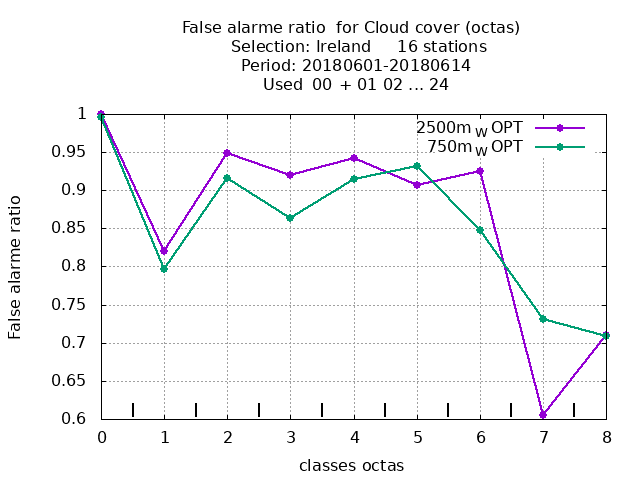 False alarme ratio  for Cloud cover (octas)
Selection: Ireland     16 stations
Period: 20180601-20180614
Used  00 + 01 02 ... 24
2500m_W OPT
750m_W OPT
1
0.95
0.9
0.85
0.8
0.75
0.7
0.65
0.6
False alarme ratio
0 1 2 3 4 5 6 7 8
classes octas